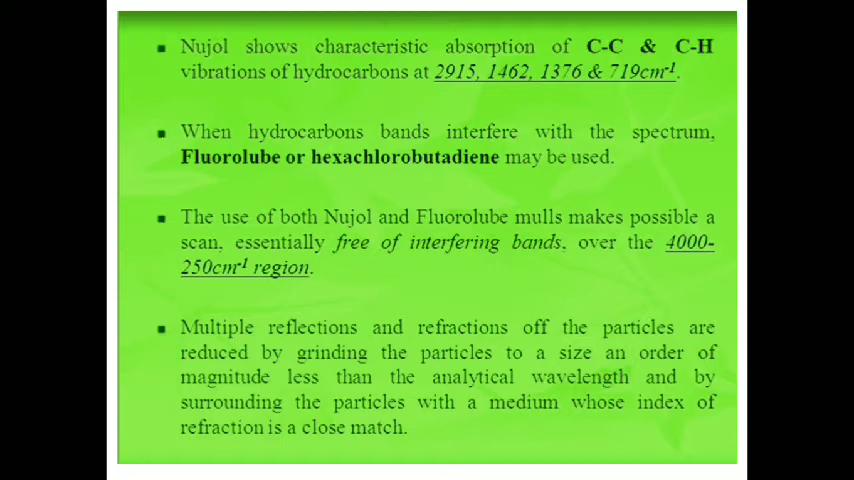 Nujol shows characteristic absorption of C-C & C-H
vibrations of hydrocarbons at 2915, 1462, 1376 & 719cm-1.
When hydrocarbons bands interfere with the spectrum,
Fluorolube or hexachlorobutadiene may be used.
The use of both Nujol and Fluorolube mulls makes possible a
scan, essentially free of interfering bands, over the 4000-
250cm-1 region.
Multiple reflections and refractions off the particles are
reduced by grinding the particles to a size an order of
magnitude less than the analytical wavelength and by
surrounding the particles with a medium whose index of
refraction is a close match.